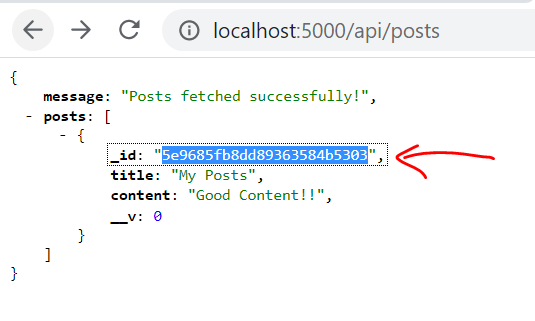 localhost:5000/api/posts
{
message: "Posts fetched successfully!",
- posts: [
- {
_id: "5e9685fb8dd89363584b5303",
title: "My Posts",
content: "Good Content!!",
__v: 0
}
]
}